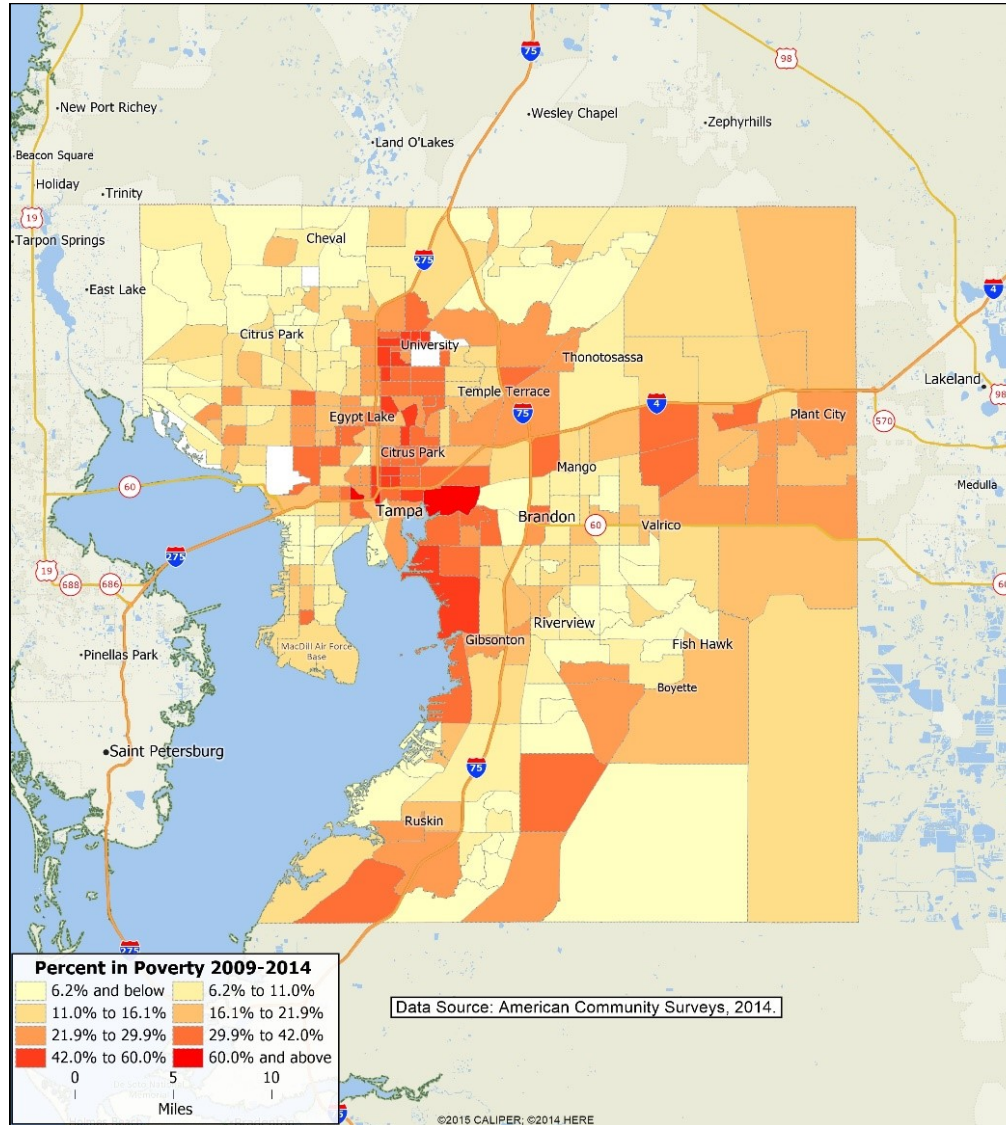 75
98
New Port Richey
Wesley Chapel
Zephyrhills
Land O'Lakes
Beacon Square
Holiday
Trinity
19
Tarpon Springs
Cheval
275
East Lake
4
Citrus Park
University
Thonotosassa
Lakeland
98
Temple Terrace
4
Egypt Lake
75
Plant City
570
Citrus Park
Mango
60
Medulla
Tampa
Brandon
60
Valrico
275
19
688
686
60
Riverview
Gibsonton
Fish Hawk
MacDill Air Force
Base
Pinellas Park
Boyette
Saint Petersburg
75
Ruskin
275
Percent in Poverty 2009-2014
6.2% and below 6.2% to 11.0%
11.0% to 16.1% 16.1% to 21.9%
21.9% to 29.9% 29.9% to 42.0%
42.0% to 60.0% 60.0% and above
0 5 10
Miles
Data Source: American Community Surveys, 2014.
©2015 CALIPER; ©2014 HERE